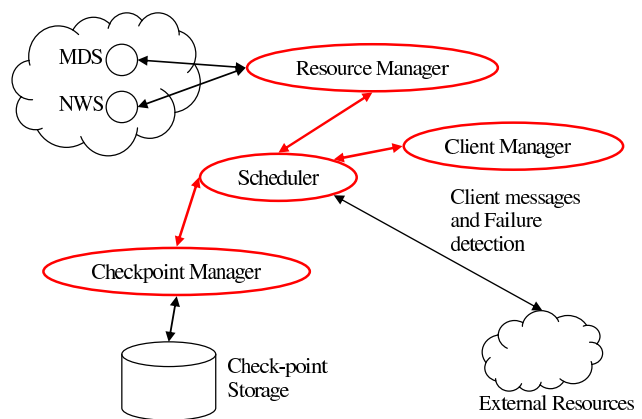 MDS
NWS
Resource Manager
Client Manager
Scheduler
Client messages
and Failure
detection
Checkpoint Manager
Check-point
Storage
External Resources